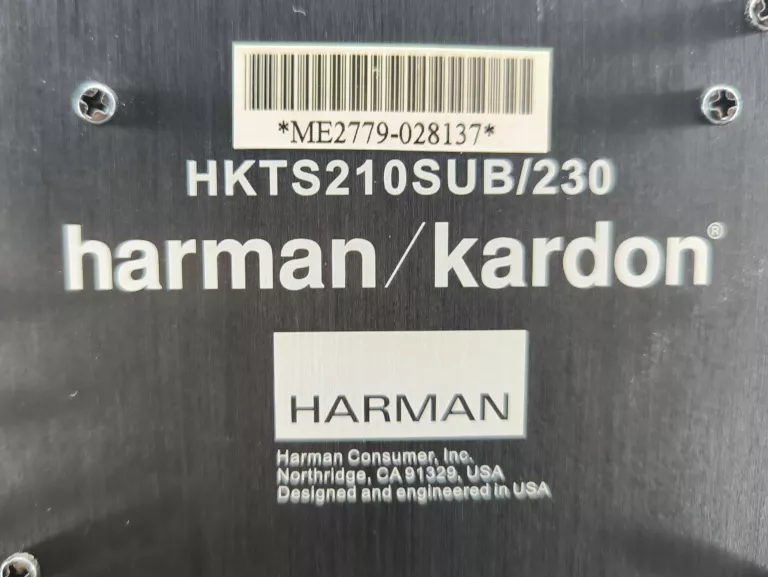 *ME2779-028137*
HKTS210SUB/230
harman/kardon®
HARMAN
Harman Consumer, Inc.
Northridge, CA 91329, USA
Designed and engineered in USA